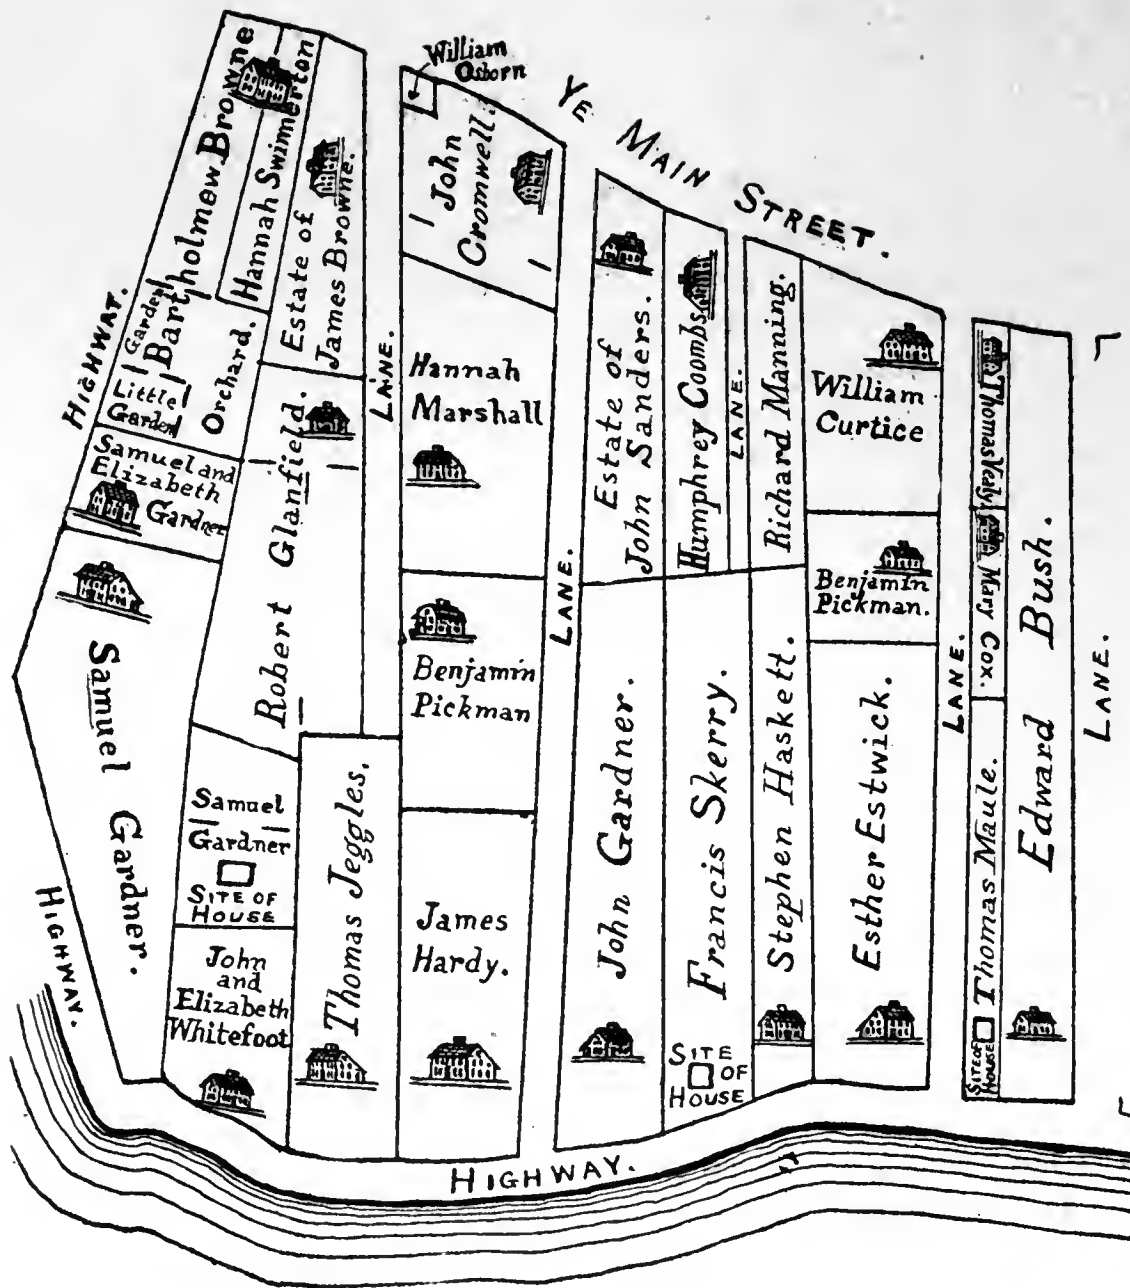 William
Osborn
YE MAIN STREET.
HIGHWAY.
Bartholmew Browne
Hannah Swinnerton
Estate of
James Browne.
Garden
Little
Garden
Orchard.
Samuel and
Elizabeth
Gardner
Samuel Gardner.
HIGHWAY.
Robert Glanfield.
Samuel
Gardner
SITE OF
HOUSE
John
and
Elizabeth
Whitefoot
Thomas Jeggles.
LANE.
John
Cromwell.
Hannah
Marshall
Benjamin
Pickman
James
Hardy.
LANE.
Estate of
John Sanders.
John Gardner.
Humphrey Coombs
LANE.
Francis Skerry.
SITE
OF
HOUSE
Richard Manning.
Stephen Haskett.
William
Curtice
Benjamin
Pickman.
Esther Estwick.
LANE.
Thomas Vealy
Mary Cox.
Thomas Maule.
SITE OF
HOUSE
Edward Bush.
LANE.
HIGHWAY.